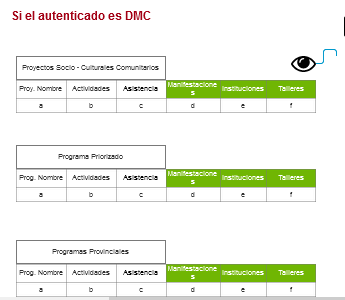 Si el autenticado es DMC
Proyectos Socio - Culturales Comunitarios
Proy. Nombre Actividades Asistencia Manifestaciones Instituciones Talleres
a b c d e f
Programa Priorizado
Prog. Nombre Actividades Asistencia Manifestaciones Instituciones Talleres
a b c d e f
Programas Provinciales
Prog. Nombre Actividades Asistencia Manifestaciones Instituciones Talleres
a b c d e f